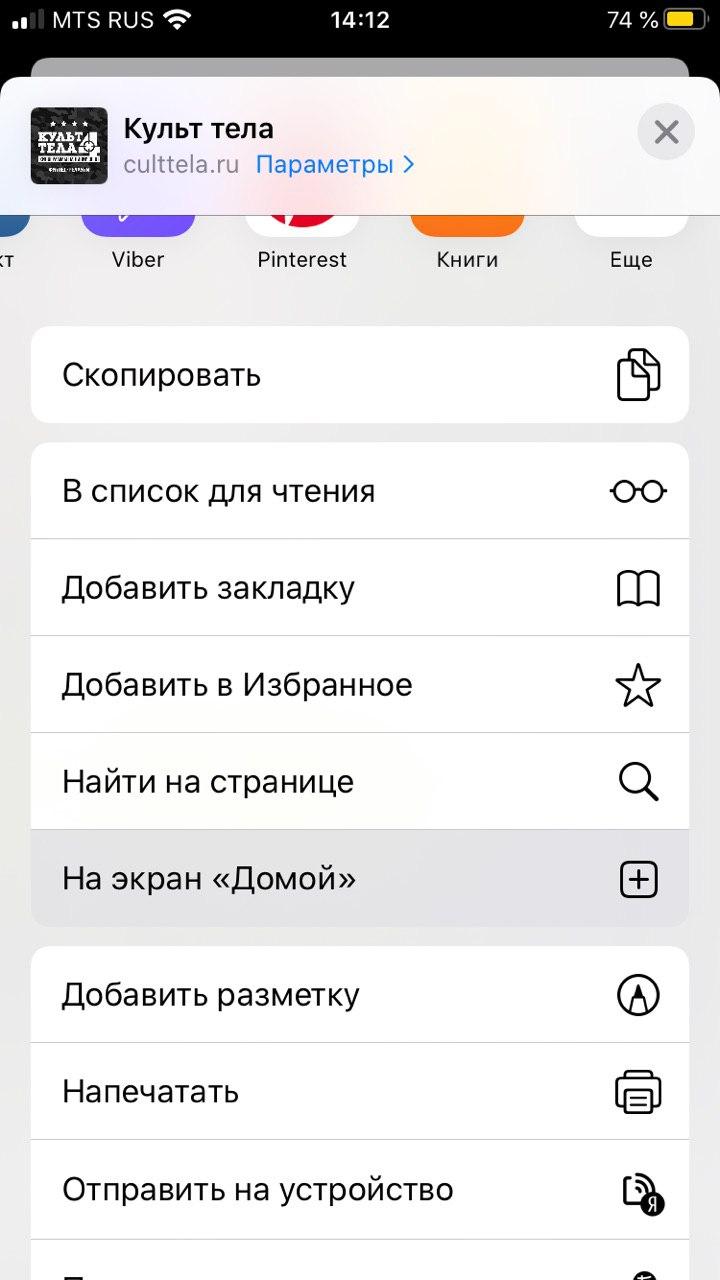 MTS RUS
14:12
74 %
КУЛЬТ
ТЕЛА 4
Культ тела
culttela.ru Параметры
кт
Viber
Pinterest
Книги
Еще
Скопировать
В список для чтения
Добавить закладку
Добавить в Избранное
Найти на странице
На экран «Домой»
Добавить разметку
Напечатать
Отправить на устройство
Я